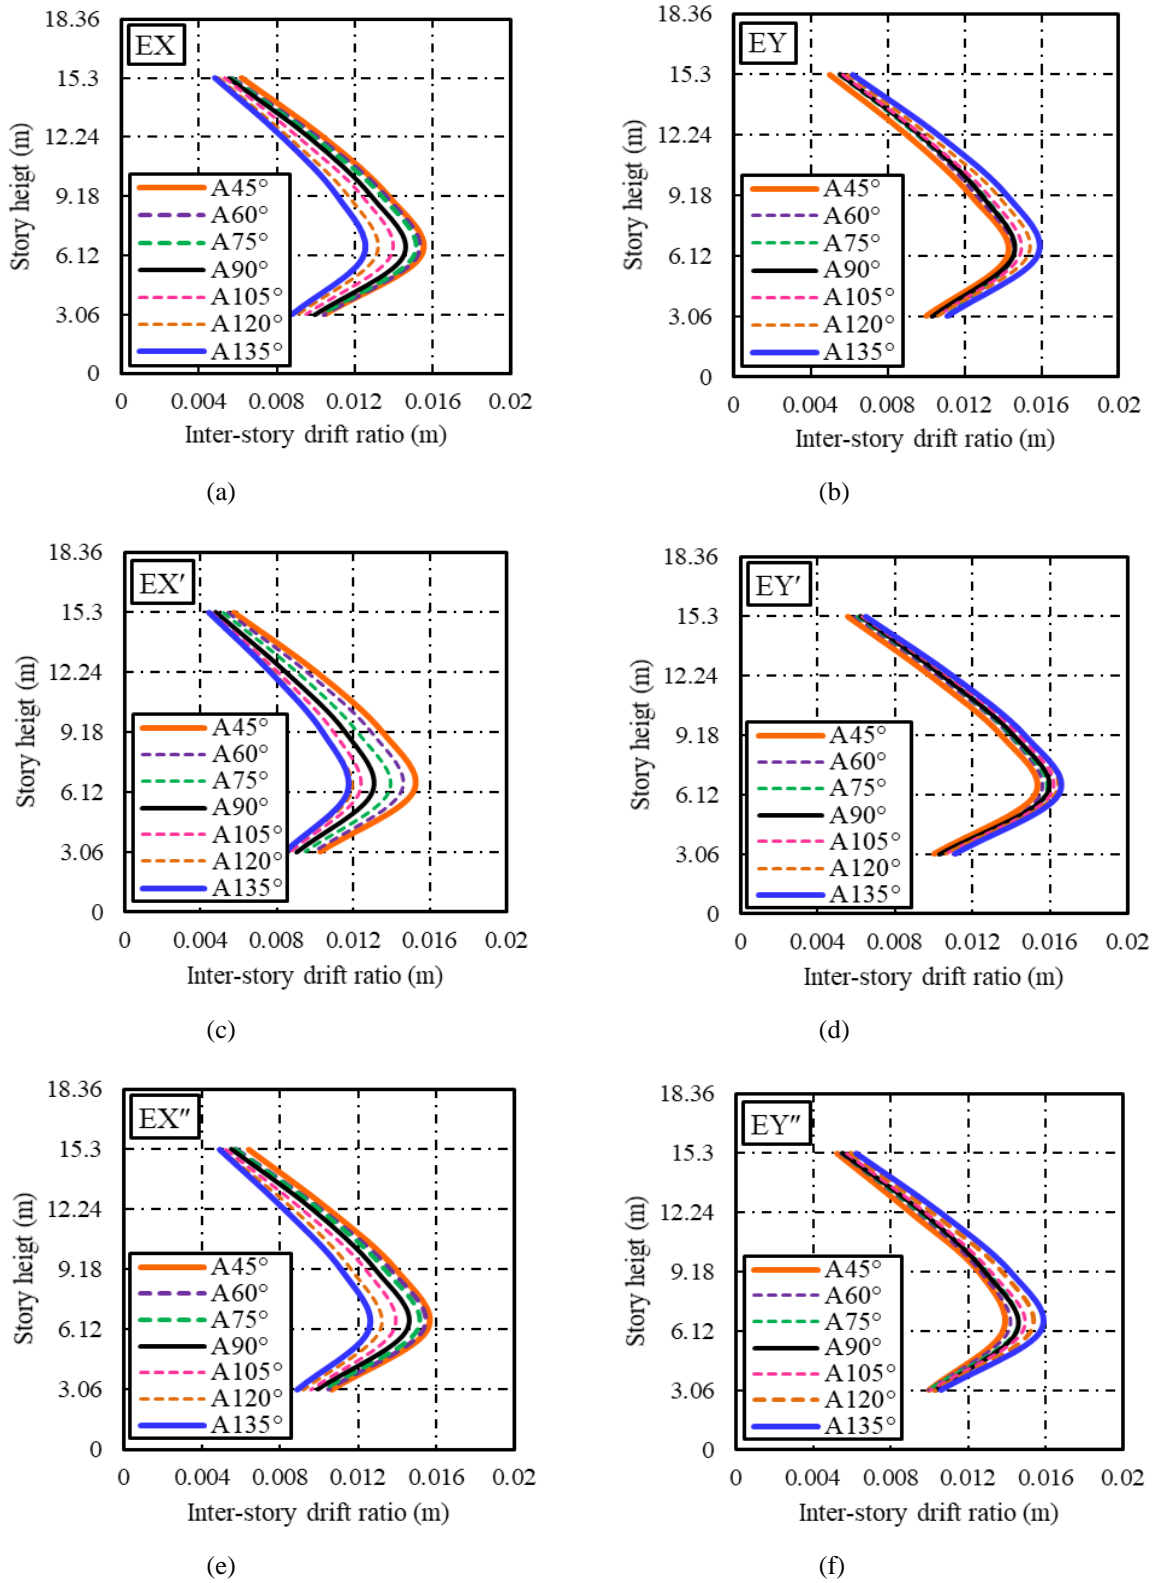 EX
18.36
15.3
12.24
9.18
6.12
3.06
0
Story heigt (m)
A45°
A60°
A75°
A90°
A105°
A120°
A135°
0 0.004 0.008 0.012 0.016 0.02
Inter-story drift ratio (m)
(a)
EY
18.36
15.3
12.24
9.18
6.12
3.06
0
Story heigt (m)
A45°
A60°
A75°
A90°
A105°
A120°
A135°
0 0.004 0.008 0.012 0.016 0.02
Inter-story drift ratio (m)
(b)
EX′
18.36
15.3
12.24
9.18
6.12
3.06
0
Story heigt (m)
A45°
A60°
A75°
A90°
A105°
A120°
A135°
0 0.004 0.008 0.012 0.016 0.02
Inter-story drift ratio (m)
(c)
EY′
18.36
15.3
12.24
9.18
6.12
3.06
0
Story heigt (m)
A45°
A60°
A75°
A90°
A105°
A120°
A135°
0 0.004 0.008 0.012 0.016 0.02
Inter-story drift ratio (m)
(d)
EX″
18.36
15.3
12.24
9.18
6.12
3.06
0
Story heigt (m)
A45°
A60°
A75°
A90°
A105°
A120°
A135°
0 0.004 0.008 0.012 0.016 0.02
Inter-story drift ratio (m)
(e)
EY″
18.36
15.3
12.24
9.18
6.12
3.06
0
Story heigt (m)
A45°
A60°
A75°
A90°
A105°
A120°
A135°
0 0.004 0.008 0.012 0.016 0.02
Inter-story drift ratio (m)
(f)